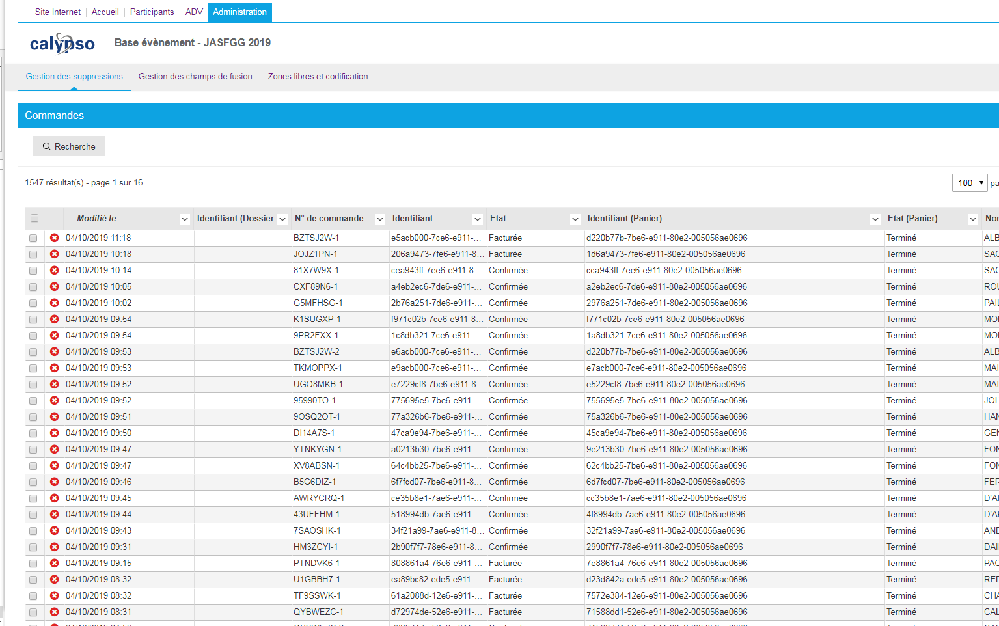 Site Internet Accueil Participants ADV Administration
calypso Base évènement - JASFGG 2019
Gestion des suppressions Gestion des champs de fusion Zones libres et codification
Commandes
Recherche
1547 résultat(s) - page 1 sur 16 100 pa
Modifié le Identifiant (Dossier N° de commande Identifiant Etat Identifiant (Panier) Etat (Panier) Nor
04/10/2019 11:18 BZTSJ2W-1 e5acb000-7ce6-e911-... Facturée d220b77b-7be6-e911-80e2-005056ae0696 Terminé ALB
04/10/2019 10:18 JOJZ1PN-1 206a9473-7fe6-e911-8... Facturée 1d6a9473-7fe6-e911-80e2-005056ae0696 Terminé SAC
04/10/2019 10:14 81X7W9X-1 cea943ff-7ee6-e911-8... Confirmée cca943ff-7ee6-e911-80e2-005056ae0696 Terminé SAC
04/10/2019 10:05 CXF89N6-1 a4eb2ec6-7de6-e911-... Confirmée a2eb2ec6-7de6-e911-80e2-005056ae0696 Terminé ROU
04/10/2019 10:02 G5MFHSG-1 2b76a251-7de6-e911-... Confirmée 2976a251-7de6-e911-80e2-005056ae0696 Terminé PAIL
04/10/2019 09:54 K1SUGXP-1 f971c02b-7ce6-e911-8... Confirmée f771c02b-7ce6-e911-80e2-005056ae0696 Terminé MOI
04/10/2019 09:54 9PR2FXX-1 1c8db321-7ce6-e911-... Confirmée 1a8db321-7ce6-e911-80e2-005056ae0696 Terminé MOI
04/10/2019 09:53 BZTSJ2W-2 e6acb000-7ce6-e911-... Confirmée d220b77b-7be6-e911-80e2-005056ae0696 Terminé ALB
04/10/2019 09:53 TKMOPPX-1 e9acb000-7ce6-e911-... Confirmée e7acb000-7ce6-e911-80e2-005056ae0696 Terminé MAI
04/10/2019 09:52 UGO8MKB-1 e7229cf8-7be6-e911-8... Confirmée e5229cf8-7be6-e911-80e2-005056ae0696 Terminé MAI
04/10/2019 09:52 95990TO-1 775695e5-7be6-e911-... Confirmée 755695e5-7be6-e911-80e2-005056ae0696 Terminé JOL
04/10/2019 09:51 9OSQ2OT-1 77a326b6-7be6-e911-... Confirmée 75a326b6-7be6-e911-80e2-005056ae0696 Terminé HAN
04/10/2019 09:50 DI14A7S-1 47ca9e94-7be6-e911-... Confirmée 45ca9e94-7be6-e911-80e2-005056ae0696 Terminé GEN
04/10/2019 09:47 YTNKYGN-1 a0213b30-7be6-e911-... Confirmée 9e213b30-7be6-e911-80e2-005056ae0696 Terminé FON
04/10/2019 09:47 XV8ABSN-1 64c4bb25-7be6-e911-... Confirmée 62c4bb25-7be6-e911-80e2-005056ae0696 Terminé FON
04/10/2019 09:46 B5G6DIZ-1 6f7fcd07-7be6-e911-8... Confirmée 6d7fcd07-7be6-e911-80e2-005056ae0696 Terminé FER
04/10/2019 09:45 AWRYCRQ-1 ce35b8e1-7ae6-e911-... Confirmée cc35b8e1-7ae6-e911-80e2-005056ae0696 Terminé D'AI
04/10/2019 09:44 43UFFHM-1 518994db-7ae6-e911-... Confirmée 4f8994db-7ae6-e911-80e2-005056ae0696 Terminé D'AI
04/10/2019 09:43 7SAOSHK-1 34f21a99-7ae6-e911-8... Confirmée 32f21a99-7ae6-e911-80e2-005056ae0696 Terminé AND
04/10/2019 09:31 HM3ZCYI-1 2b90f7f7-78e6-e911-8... Confirmée 2990f7f7-78e6-e911-80e2-005056ae0696 Terminé DAII
04/10/2019 09:15 PTNDVK6-1 808861a4-76e6-e911-... Facturée 7e8861a4-76e6-e911-80e2-005056ae0696 Terminé PAC
04/10/2019 08:32 U1GBBH7-1 ea89bc82-ede5-e911-... Facturée d23d842a-ede5-e911-80e2-005056ae0696 Terminé RED
04/10/2019 08:32 TF9SSWK-1 61a2088d-12e6-e911-... Facturée 7572e384-12e6-e911-80e2-005056ae0696 Terminé CHA
04/10/2019 08:31 QYBWEZC-1 d72974de-52e6-e911-... Facturée 71588dd1-52e6-e911-80e2-005056ae0696 Terminé CAL